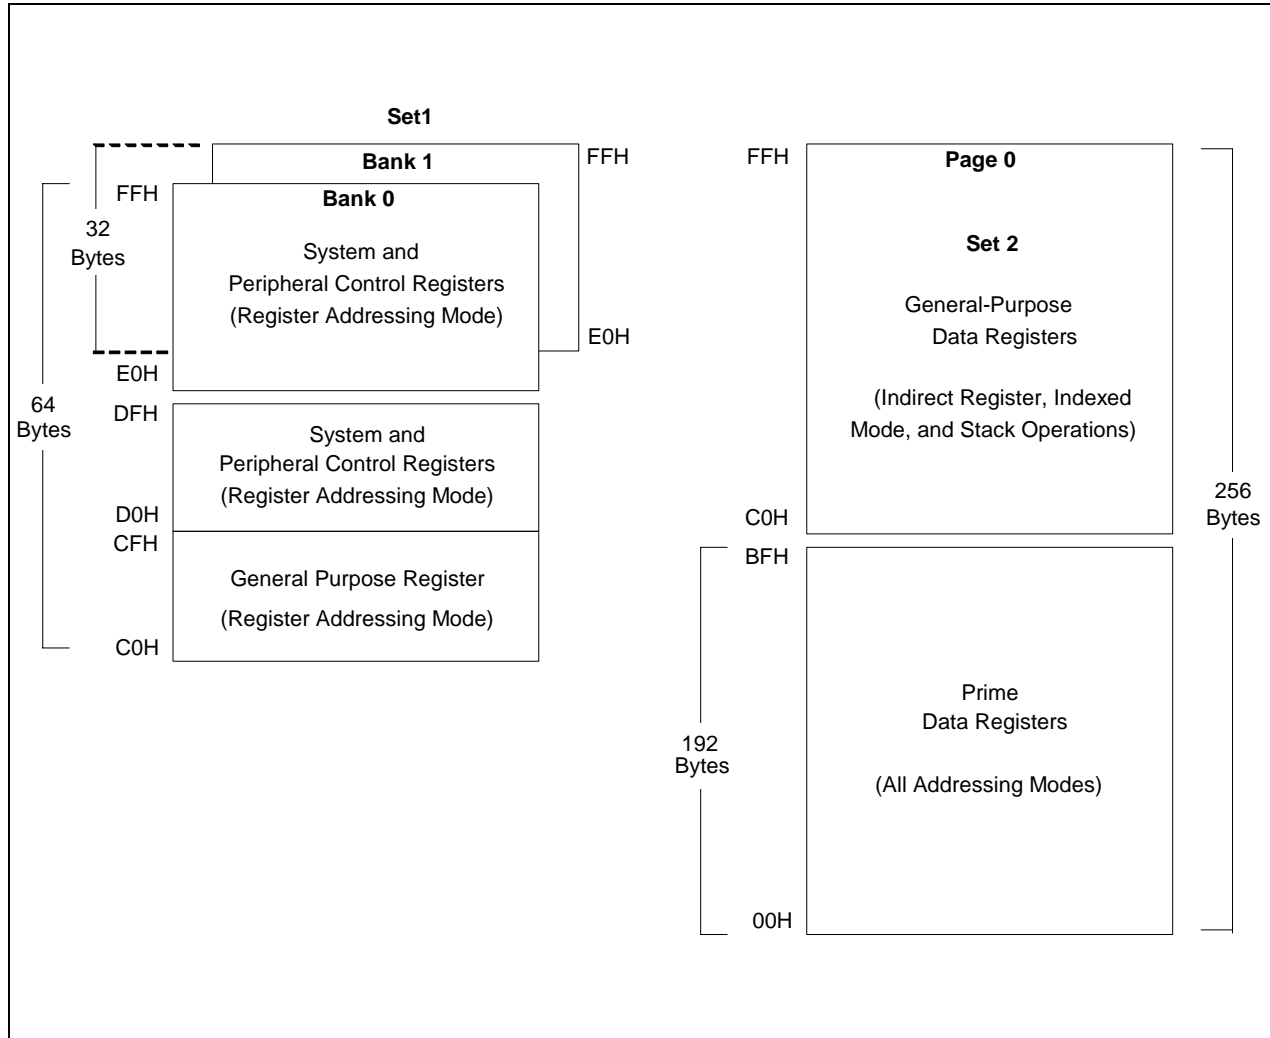 Set1
Bank 1
FFH
FFH
Bank 0
32
Bytes
System and
Peripheral Control Registers
(Register Addressing Mode)
E0H
E0H
64
Bytes
DFH
System and
Peripheral Control Registers
(Register Addressing Mode)
D0H
CFH
General Purpose Register
(Register Addressing Mode)
C0H
FFH
Page 0
Set 2
General-Purpose
Data Registers
(Indirect Register, Indexed
Mode, and Stack Operations)
C0H
256
Bytes
BFH
192
Bytes
Prime
Data Registers
(All Addressing Modes)
00H